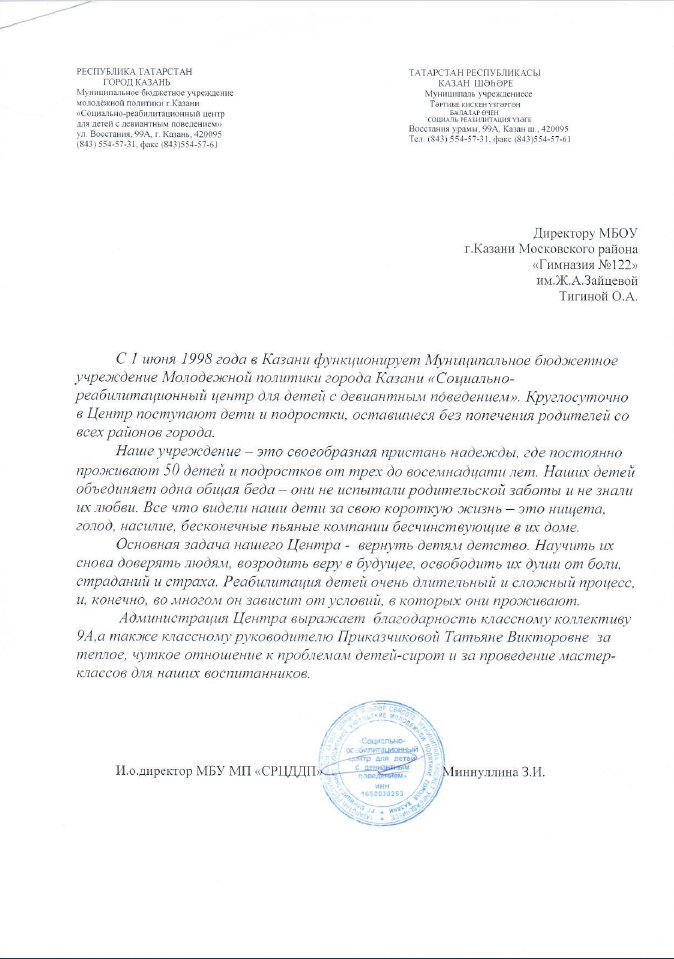 РЕСПУБЛИКА ТАТАРСТАН
ГОРОД КАЗАНЬ
Муниципальное бюджетное учреждение
молодёжной политики г.Казани
«Социально-реабилитационный центр
для детей с девиантным поведением»
ул. Восстания, 99А, г. Казань, 420095
(843) 554-57-31, факс (843)554-57-61
ТАТАРСТАН РЕСПУБЛИКАСЫ
КАЗАН ШӘҺӘРЕ
Муниципаль учреждениесе
ТӘРТИБЕ КИСКЕН ҮЗГӘРГӘН
БАЛАЛАР ӨЧЕН
СОЦИАЛЬ РЕАБИЛИТАЦИЯ ҮЗӘГЕ
Восстания урамы, 99А, Казан ш., 420095
Тел. (843) 554-57-31, факс.(843)554-57-61
Директору МБОУ
г.Казани Московского района
«Гимназия №122»
им.Ж.А.Зайцевой
Тигиной О.А.
С 1 июня 1998 года в Казани функционирует Муниципальное бюджетное
учреждение Молодежной политики города Казани «Социально-
реабилитационный центр для детей с девиантным поведением». Круглосуточно
в Центр поступают дети и подростки, оставшиеся без попечения родителей со
всех районов города.
Наше учреждение – это своеобразная пристань надежды, где постоянно
проживают 50 детей и подростков от трех до восемнадцати лет. Наших детей
объединяет одна общая беда – они не испытали родительской заботы и не знали
их любви. Все что видели наши дети за свою короткую жизнь – это нищета,
голод, насилие, бесконечные пьяные компании бесчинствующие в их доме.
Основная задача нашего Центра - вернуть детям детство. Научить их
снова доверять людям, возродить веру в будущее, освободить их души от боли,
страданий и страха. Реабилитация детей очень длительный и сложный процесс,
и, конечно, во многом он зависит от условий, в которых они проживают.
Администрация Центра выражает благодарность классному коллективу
9А,а также классному руководителю Приказчиковой Татьяне Викторовне за
теплое, чуткое отношение к проблемам детей-сирот и за проведение мастер-
классов для наших воспитанников.
И.о.директор МБУ МП «СРЦДДП» Миннуллина З.И.
«Социально-
реабилитационный
центр для детей
с девиантным
поведением»
ИНН
1658030253